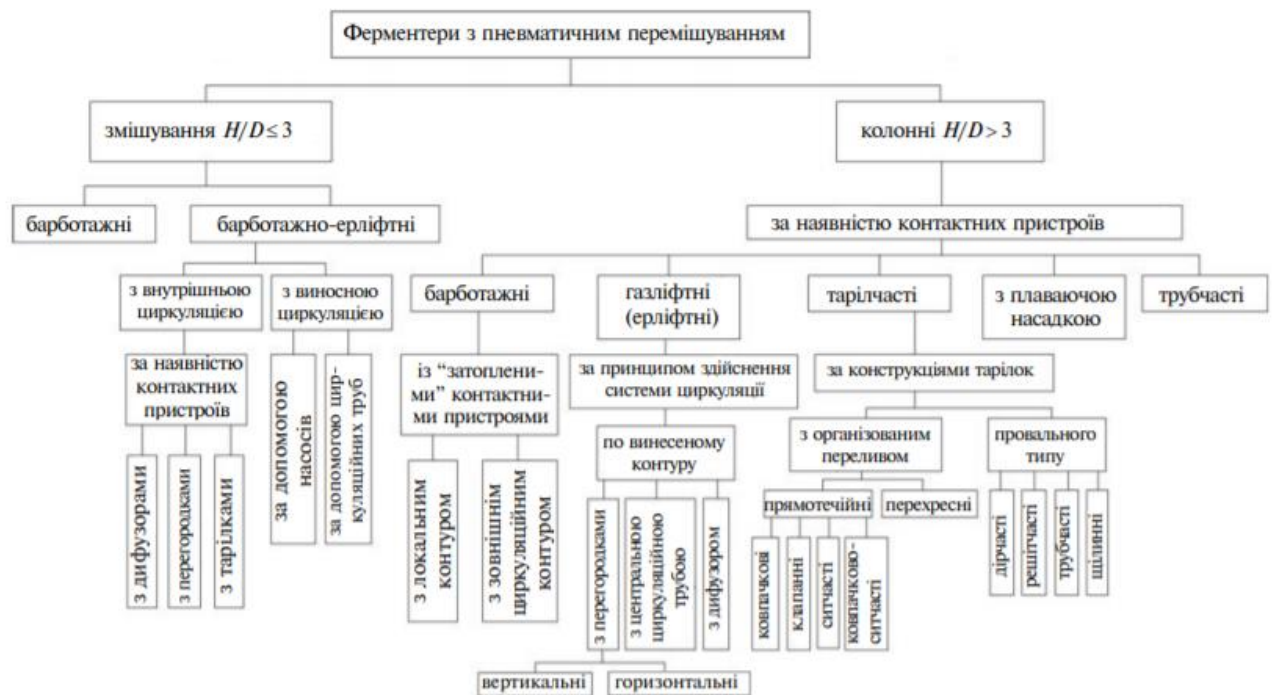 Ферментери з пневматичним перемішуванням
змішування H/D ≤ 3
колонні H/D > 3
барботажні
барботажно-ерліфтні
за наявністю контактних пристроїв
з внутрішньою
циркуляцією
з виносною
циркуляцією
барботажні
газліфтні
(ерліфтні)
тарілчасті
з плаваючою
насадкою
трубчасті
за наявністю
контактних
пристроїв
за допомогою
насосів
за допомогою цир-
куляційних труб
із “затоплени-
ми” контактни-
ми пристроями
за принципом здійснення
системи циркуляції
за конструкціями тарілок
з дифузорами
з перегородками
з тарілками
з локальним
контуром
з зовнішнім
циркуляційним
контуром
по винесеному
контуру
з організованим
переливом
провального
типу
з перегородками
з центральною
циркуляційною
трубою
з дифузором
прямотечійні
перехресні
ковпачкові
клапанні
ситчасті
ковпачково-
ситчасті
дірчасті
решітчасті
трубчасті
щілинні
вертикальні
горизонтальні